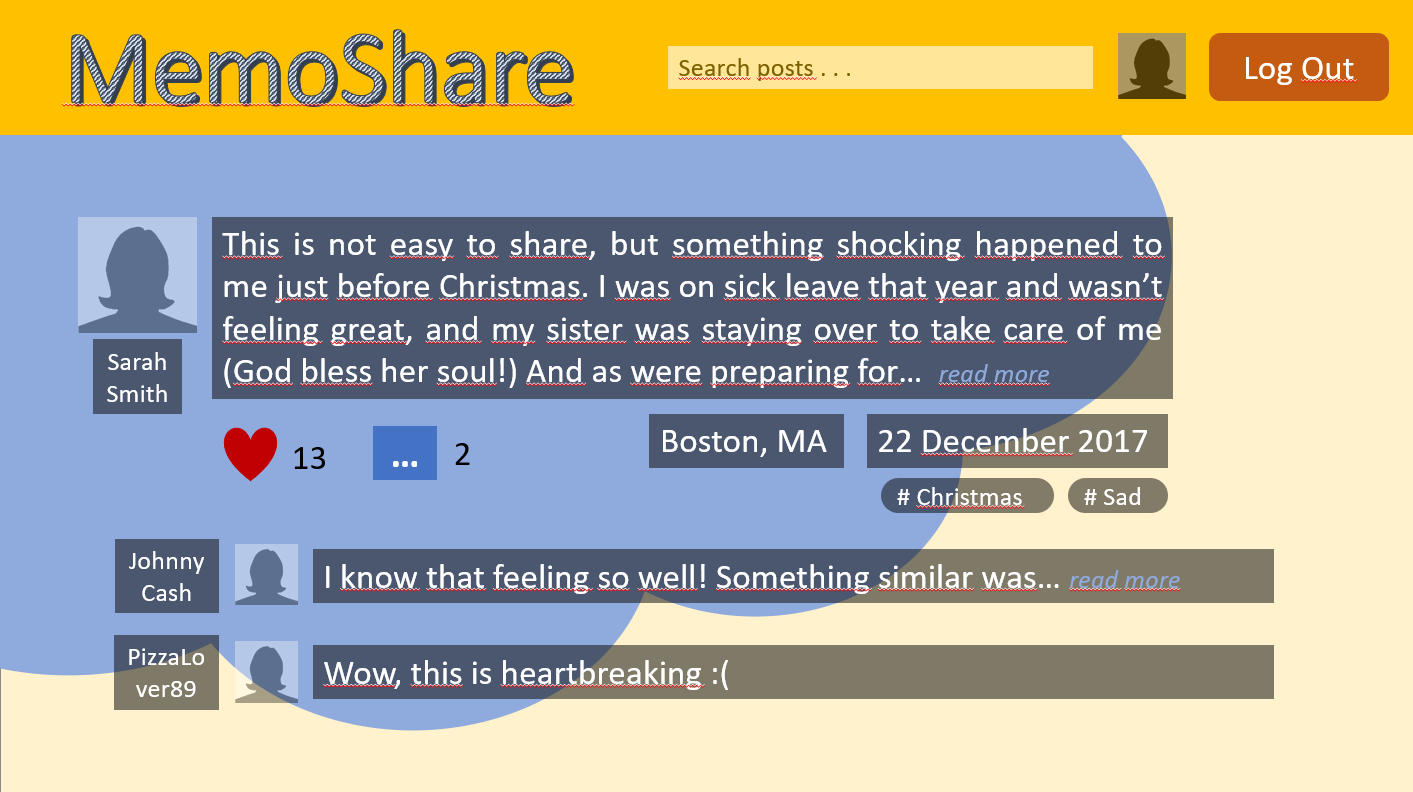 MemoShare
Search posts . . .
Log Out
This is not easy to share, but something shocking happened to
me just before Christmas. I was on sick leave that year and wasn’t
feeling great, and my sister was staying over to take care of me
(God bless her soul!) And as were preparing for… read more
Sarah
Smith
13
...
2
Boston, MA
22 December 2017
# Christmas
# Sad
Johnny
Cash
I know that feeling so well! Something similar was… read more
PizzaLo
ver89
Wow, this is heartbreaking :(